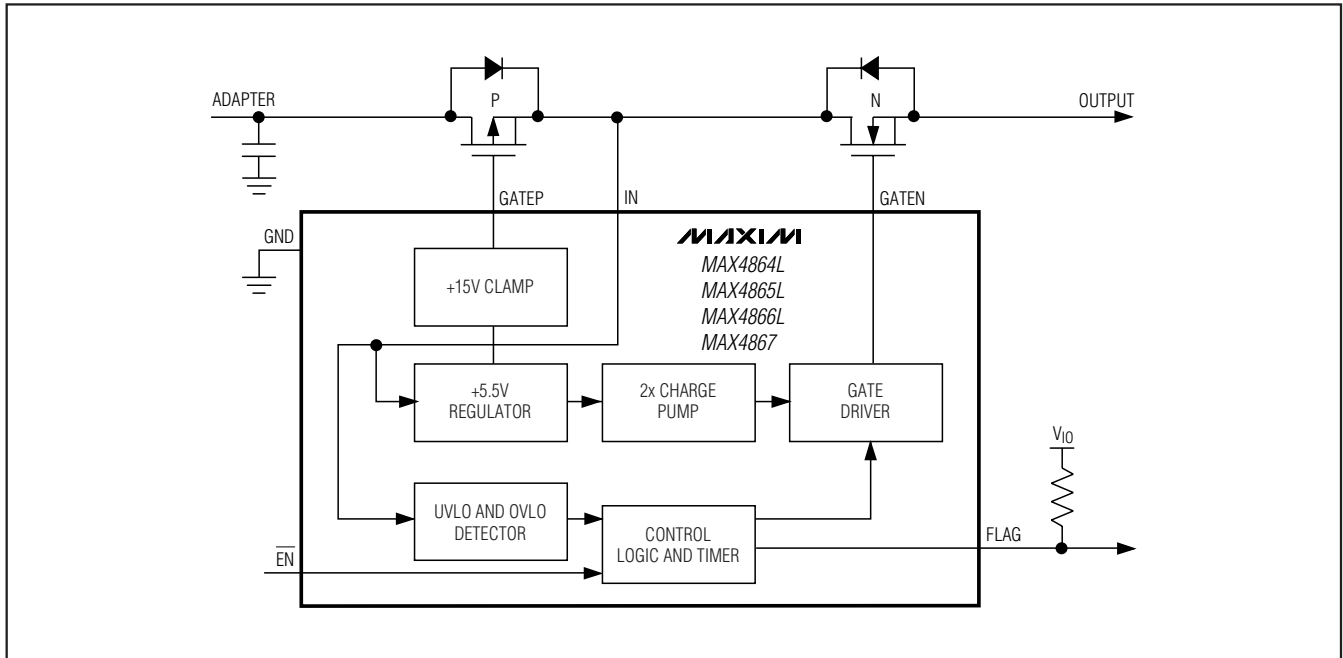 ADAPTER
P
N
OUTPUT
GATEP
IN
GATEN
GND
MAXIM
MAX4864L
MAX4865L
MAX4866L
MAX4867
+15V CLAMP
+5.5V
REGULATOR
2x CHARGE
PUMP
GATE
DRIVER
VIO
UVLO AND OVLO
DETECTOR
CONTROL
LOGIC AND TIMER
FLAG
EN